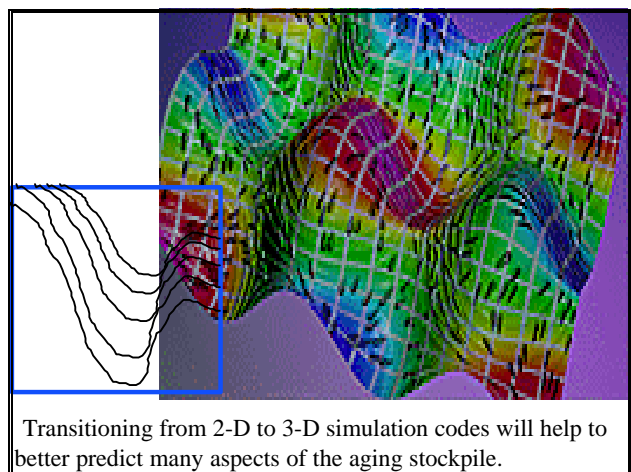 Transitioning from 2-D to 3-D simulation codes will help to
better predict many aspects of the aging stockpile.